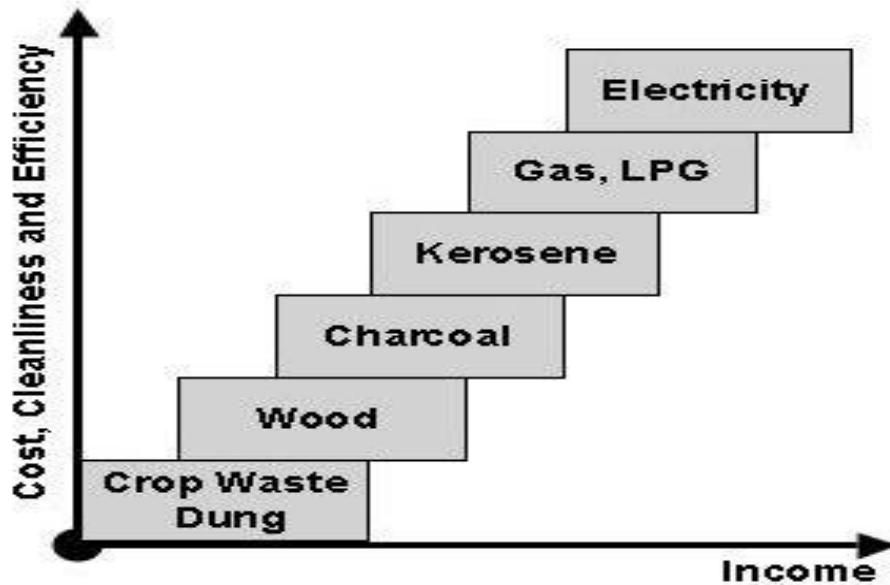 Cost, Cleanliness and Efficiency
Electricity
Gas, LPG
Kerosene
Charcoal
Wood
Crop Waste
Dung
Income